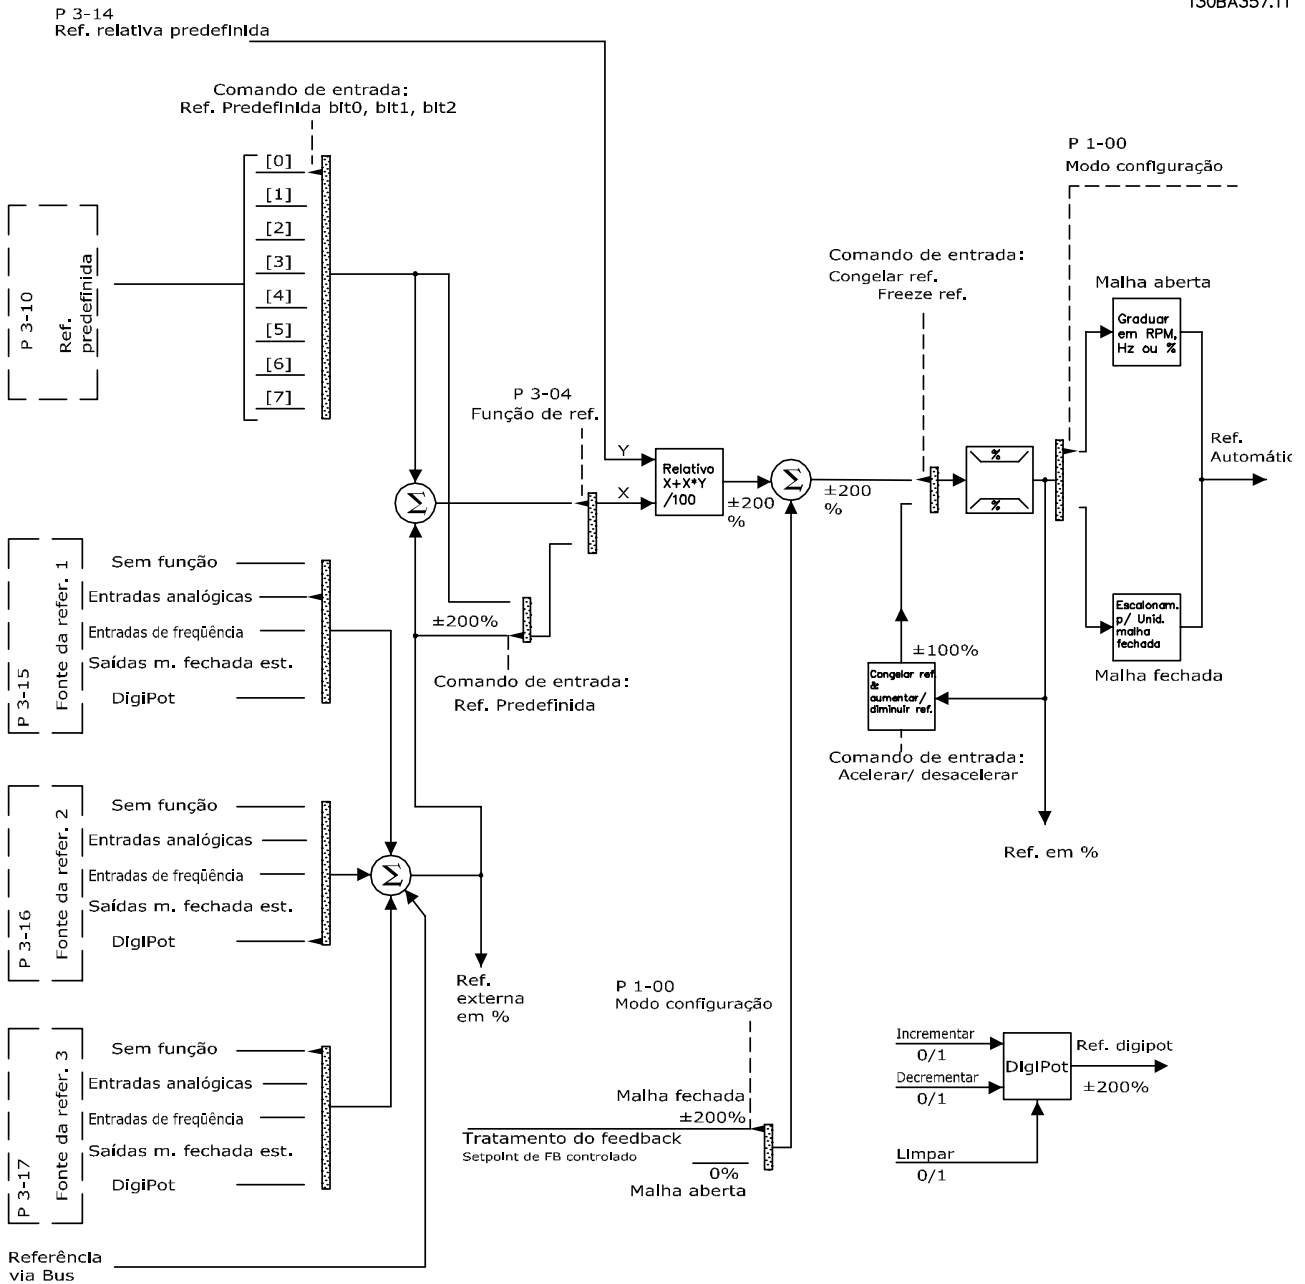 130BA357.11
P 3-14
Ref. relativa predefinida
Comando de entrada:
Ref. Predefinida bit0, bit1, bit2
[0]
[1]
[2]
[3]
[4]
[5]
[6]
[7]
P 3-10
Ref.
predefinida
P 1-00
Modo configuração
Comando de entrada:
Congelar ref.
Freeze ref.
Malha aberta
Graduar
em RPM,
Hz ou %
P 3-04
Função de ref.
Y
X
Relativo
X+X*Y
/100
±200
%
Σ
±200
%
%
%
Ref.
Automátic
Σ
P 3-15
Fonte da refer. 1
Sem função
Entradas analógicas
Entradas de freqüência
Saídas m. fechada est.
DigiPot
±200%
Comando de entrada:
Ref. Predefinida
±100%
Congelar ref.
&
aumentar/
diminuir ref.
Comando de entrada:
Acelerar/ desacelerar
Escalonam.
p/ Unid.
malha
fechada
Malha fechada
Ref. em %
P 3-16
Fonte da refer. 2
Sem função
Entradas analógicas
Entradas de freqüência
Saídas m. fechada est.
DigiPot
Σ
Ref.
externa
em %
P 1-00
Modo configuração
Malha fechada
±200%
Tratamento do feedback
Setpoint de FB controlado
0%
Malha aberta
Incrementar
0/1
Decrementar
0/1
DigiPot
Ref. digipot
±200%
Limpar
0/1
P 3-17
Fonte da refer. 3
Sem função
Entradas analógicas
Entradas de freqüência
Saídas m. fechada est.
DigiPot
Referência
via Bus